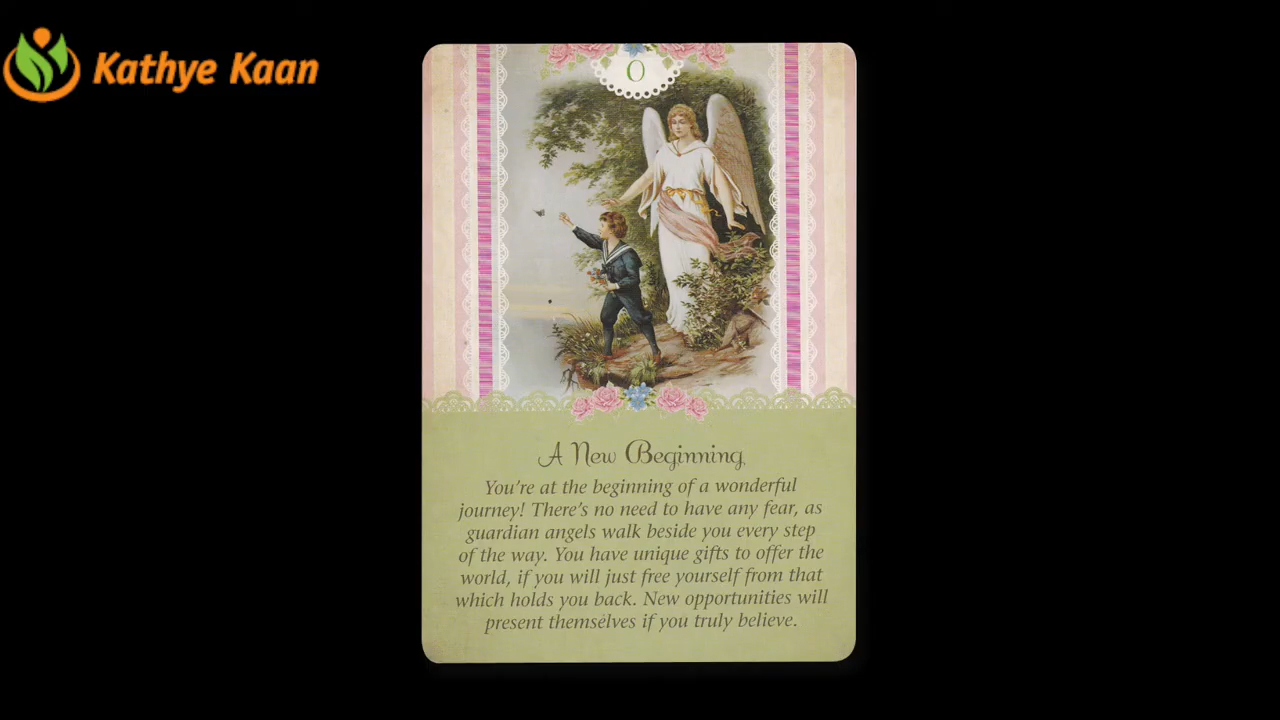 Kathye Kaan
0
A New Beginning
You're at the beginning of a wonderful
journey! There's no need to have any fear, as
guardian angels walk beside you every step
of the way. You have unique gifts to offer the
world, if you will just free yourself from that
which holds you back. New opportunities will
present themselves if you truly believe.